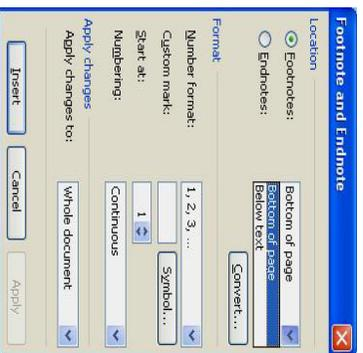 Footnote and Endnote
Location
Footnotes: Bottom of page
Endnotes: Bottom of page
Below text
Convert...
Format
Number format: 1, 2, 3, ...
Custom mark: Symbol...
Start at: 1
Numbering: Continuous
Apply changes
Apply changes to: Whole document
Insert Cancel Apply